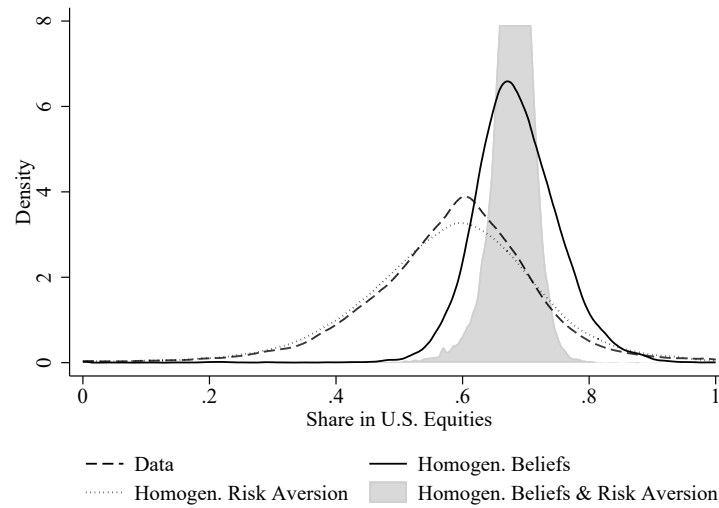 Density
8
6
4
2
0
0 .2 .4 .6 .8 1
Share in U.S. Equities
Data Homogen. Beliefs
Homogen. Risk Aversion Homogen. Beliefs & Risk Aversion